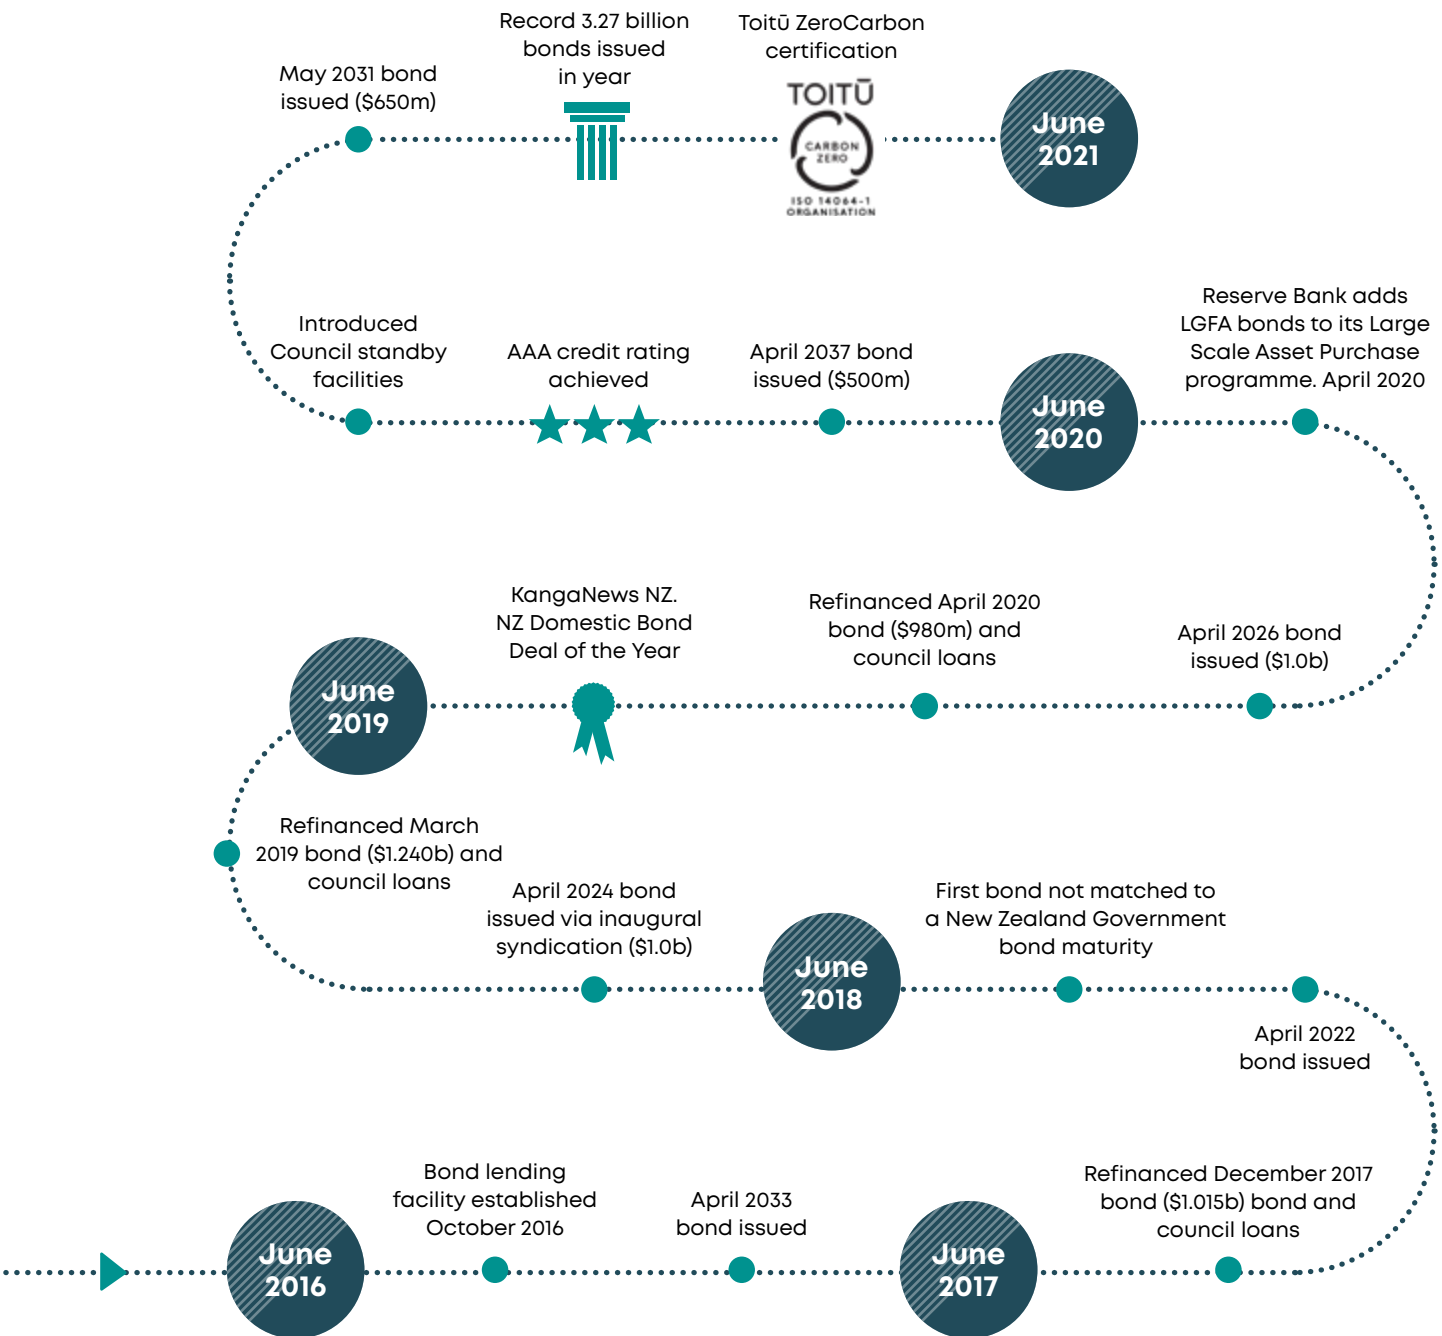 Record 3.27 billion
bonds issued
in year
Toitū ZeroCarbon
certification
May 2031 bond
issued ($650m)
TOITŪ
CARBON
ZERO
ISO 14064-1
ORGANISATION
June
2021
Introduced
Council standby
facilities
AAA credit rating
achieved
April 2037 bond
issued ($500m)
June
2020
Reserve Bank adds
LGFA bonds to its Large
Scale Asset Purchase
programme. April 2020
June
2019
KangaNews NZ.
NZ Domestic Bond
Deal of the Year
Refinanced April 2020
bond ($980m) and
council loans
April 2026 bond
issued ($1.0b)
Refinanced March
2019 bond ($1.240b) and
council loans
April 2024 bond
issued via inaugural
syndication ($1.0b)
June
2018
First bond not matched to
a New Zealand Government
bond maturity
April 2022
bond issued
June
2016
Bond lending
facility established
October 2016
April 2033
bond issued
June
2017
Refinanced December 2017
bond ($1.015b) bond and
council loans